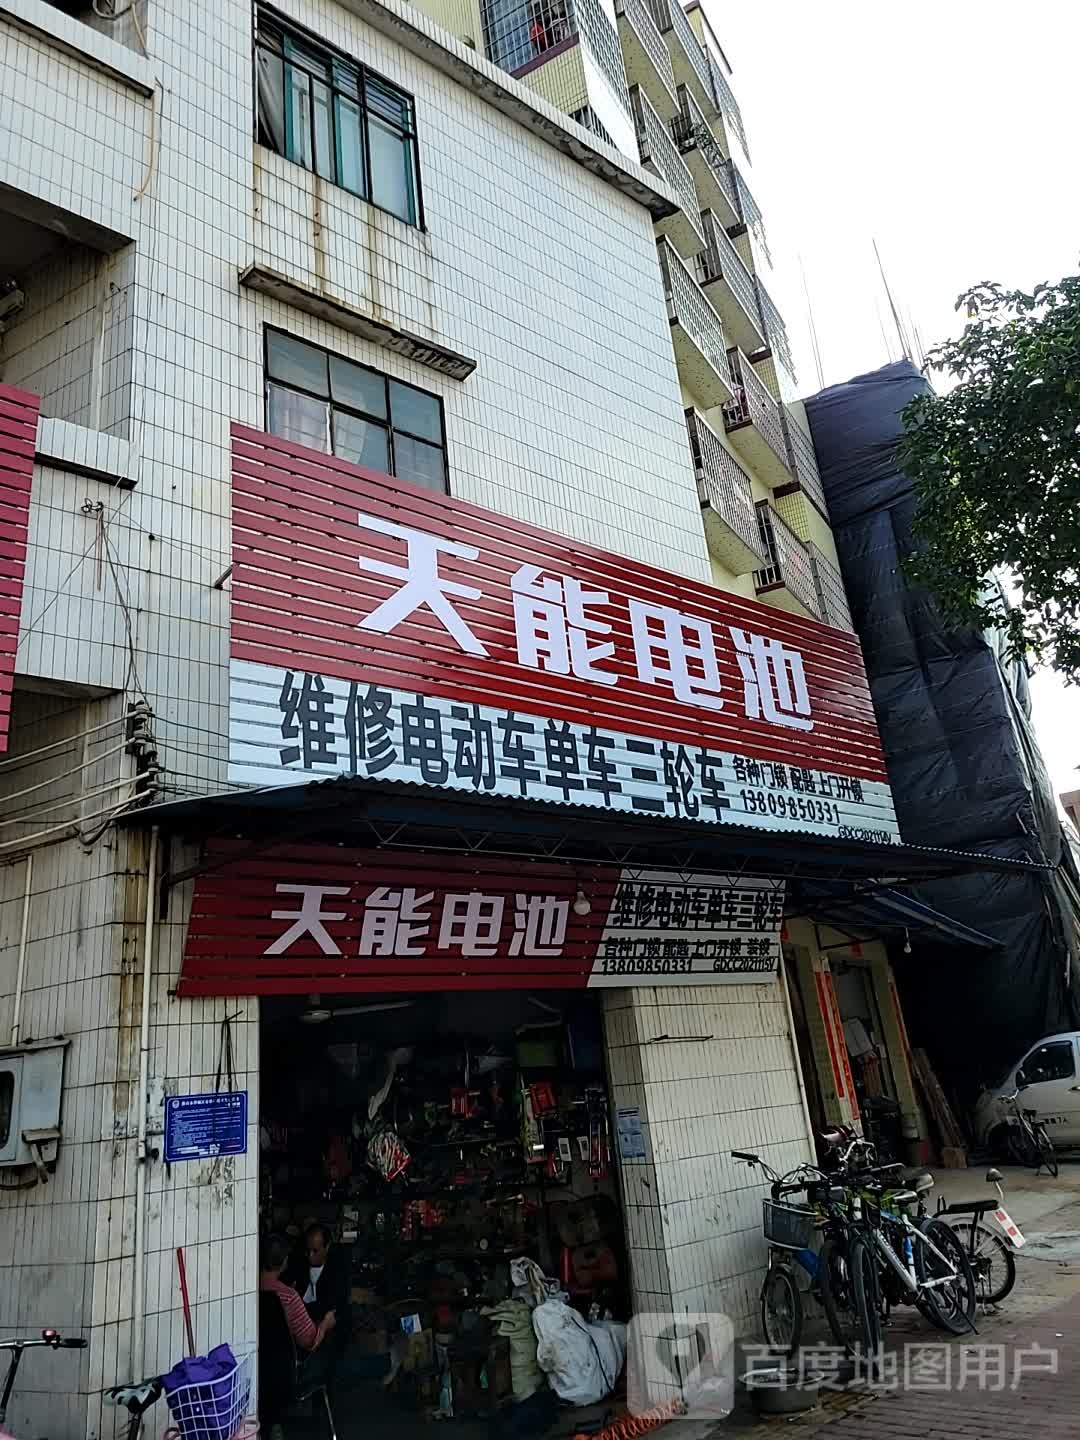 天能电池
维修电动车单车三轮车
各种门锁 配匙 上门开锁
13809850331
GDCC202115V
天能电池
维修电动车单车三轮车
各种门锁 配匙 上门开锁 装锁
13809850331 GDCC202115V
百度地图用户